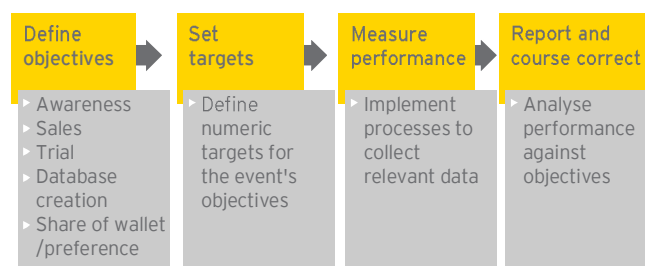 Define
objectives
Awareness
Sales
Trial
Database
creation
Share of wallet
/preference
Set
targets
Define
numeric
targets for
the event's
objectives
Measure
performance
Implement
processes to
collect
relevant data
Report and
course correct
Analyse
performance
against
objectives